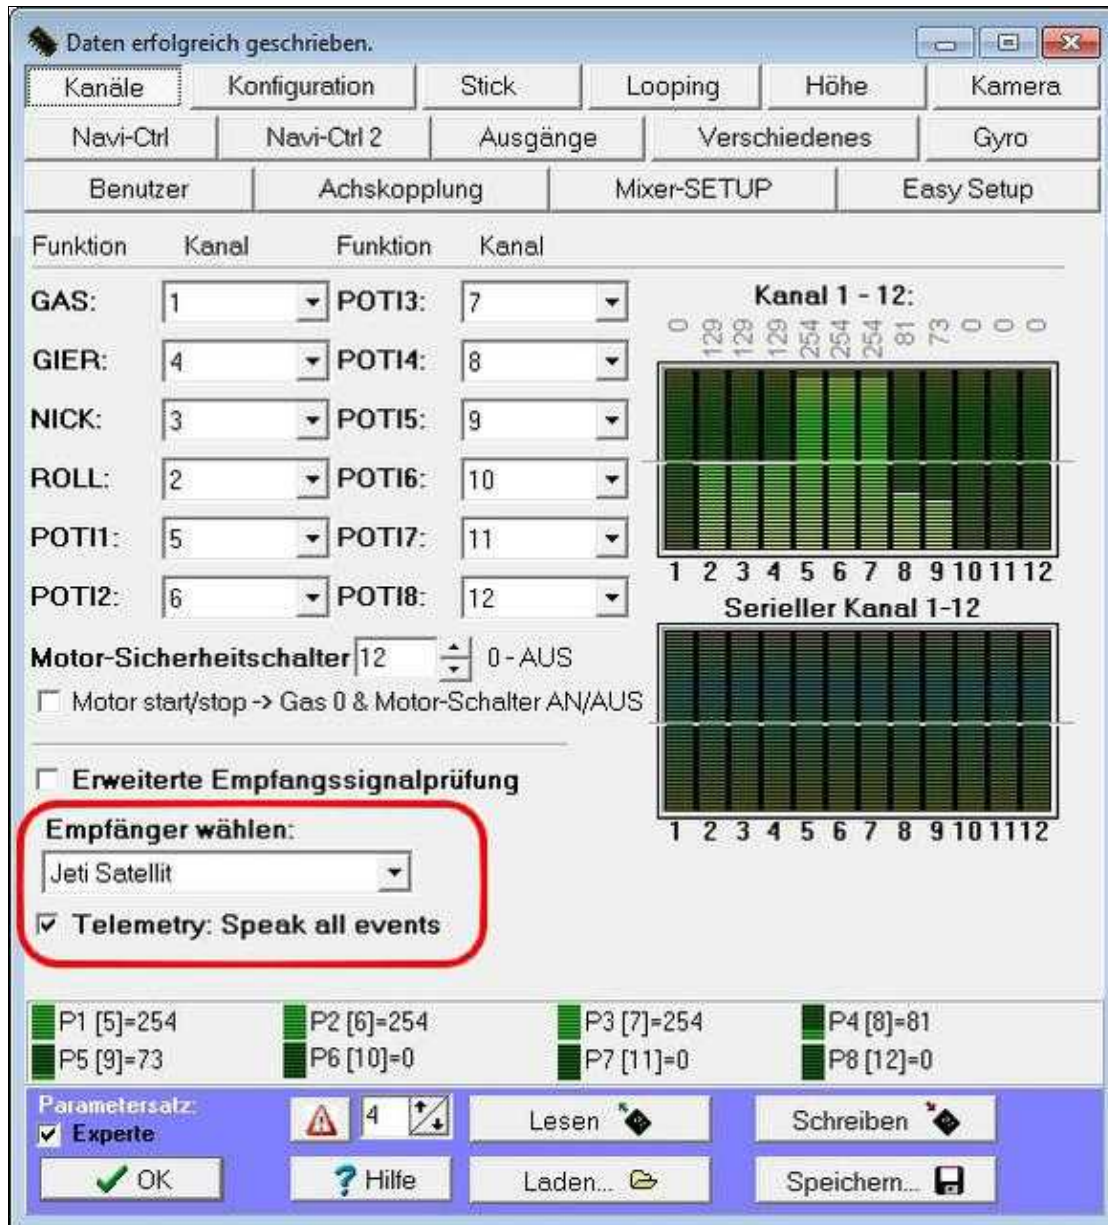 Daten erfolgreich geschrieben.
Kanäle Konfiguration Stick Looping Höhe Kamera
Navi-Ctrl Navi-Ctrl 2 Ausgänge Verschiedenes Gyro
Benutzer Achskopplung Mixer-SETUP Easy Setup
Funktion Kanal Funktion Kanal
GAS: 1 POTI3: 7
GIER: 4 POTI4: 8
NICK: 3 POTI5: 9
ROLL: 2 POTI6: 10
POTI1: 5 POTI7: 11
POTI2: 6 POTI8: 12
Motor-Sicherheitschalter 12 0 - AUS
Motor start/stop -> Gas 0 & Motor-Schalter AN/AUS
Erweiterte Empfangssignalprüfung
Empfänger wählen:
Jeti Satellit
Telemetry: Speak all events
Kanal 1 - 12:
0 129 129 129 254 254 254 81 73 0 0 0
1 2 3 4 5 6 7 8 9 10 11 12
Serieller Kanal 1-12
1 2 3 4 5 6 7 8 9 10 11 12
P1 [5]=254 P2 [6]=254 P3 [7]=254 P4 [8]=81
P5 [9]=73 P6 [10]=0 P7 [11]=0 P8 [12]=0
Parametersatz:
Experte 4 Lesen Schreiben
OK Hilfe Laden... Speichern...